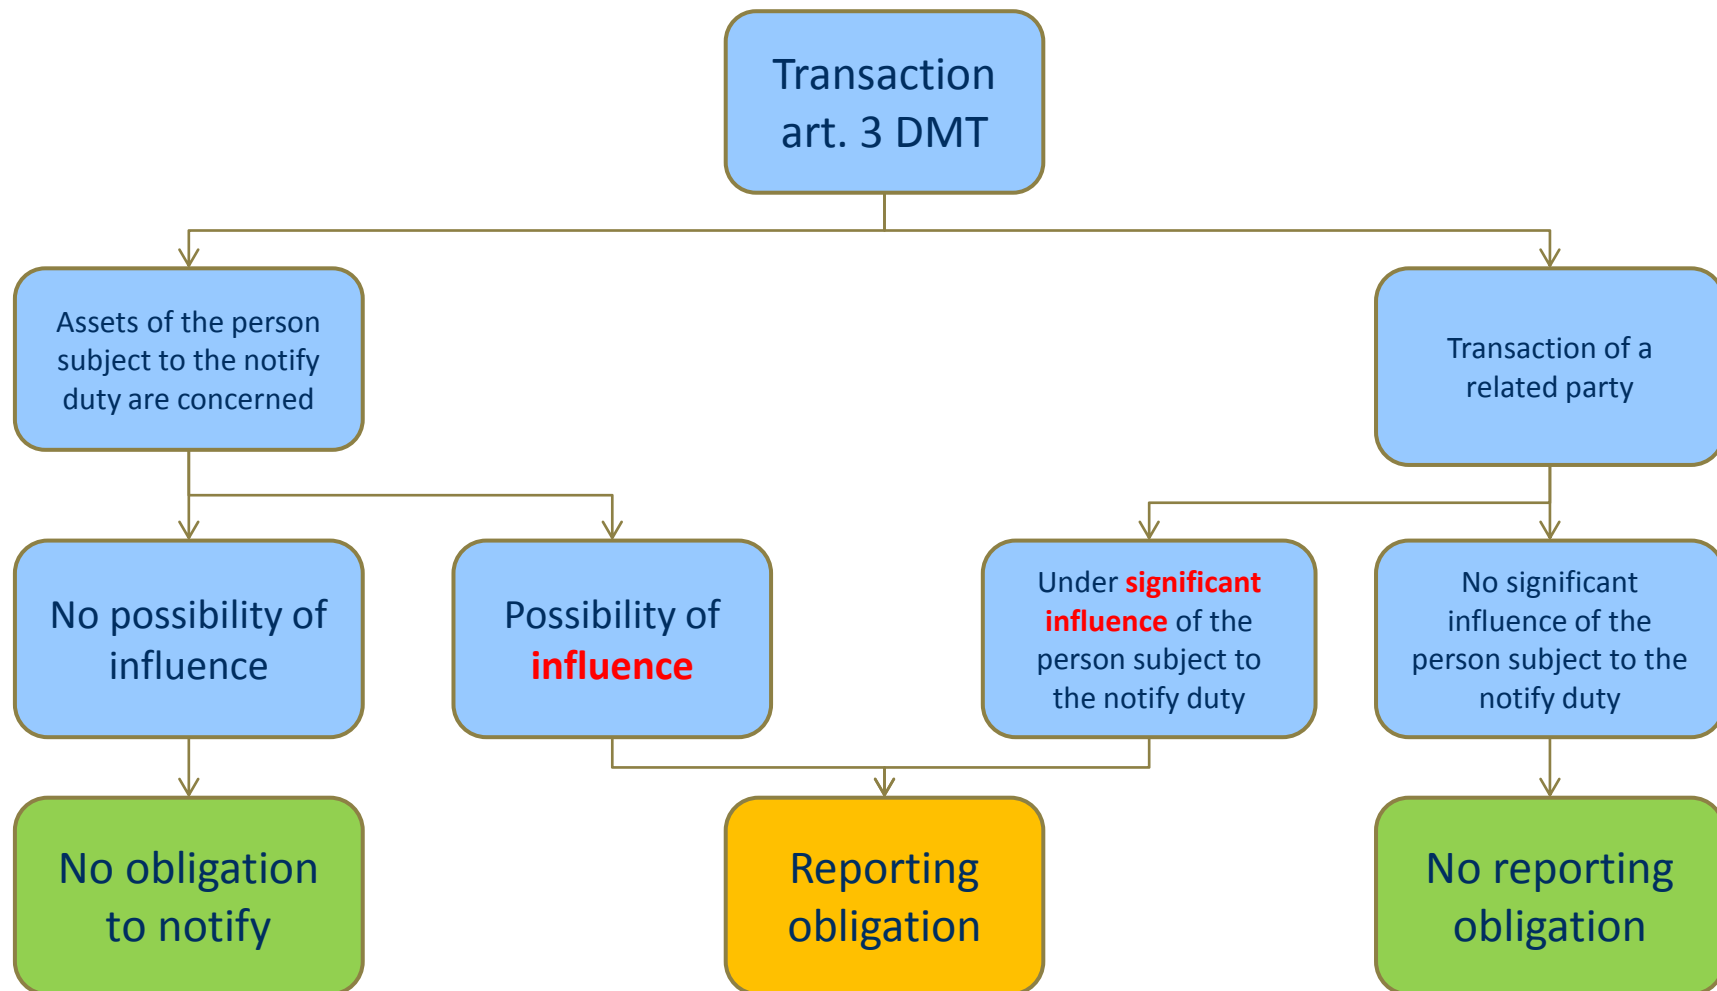 Transaction
art. 3 DMT
Assets of the person
subject to the notify
duty are concerned
Transaction of a
related party
No possibility of
influence
Possibility of
influence
Under significant
influence of the
person subject to
the notify duty
No significant
influence of the
person subject to the
notify duty
No obligation
to notify
Reporting
obligation
No reporting
obligation